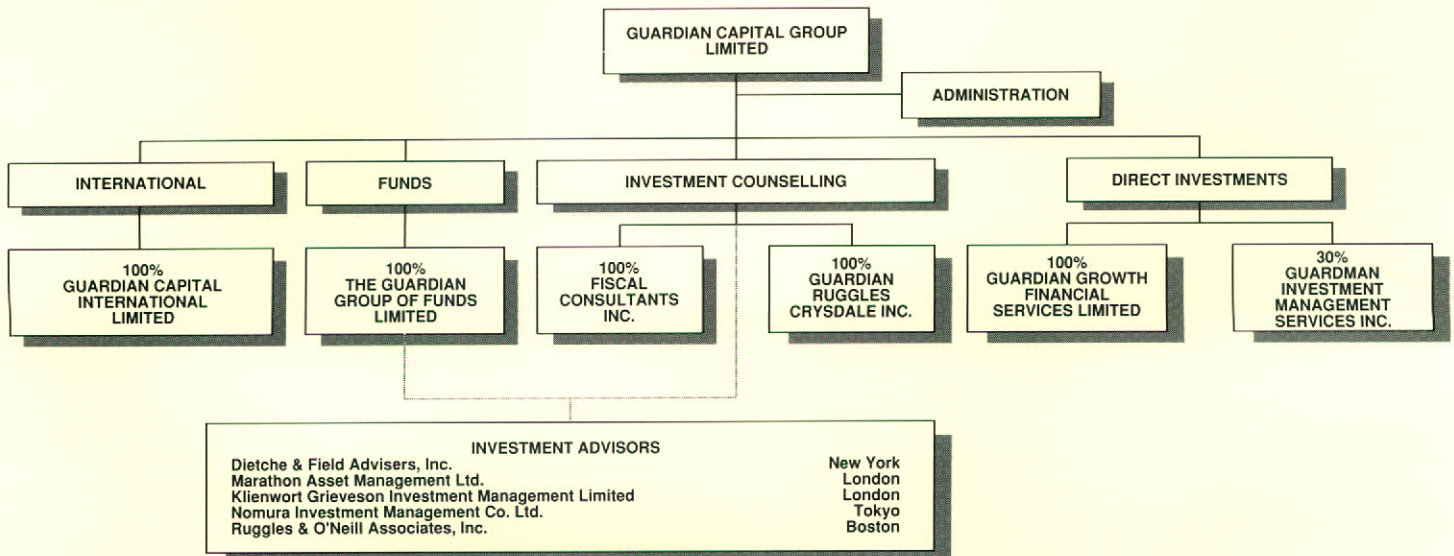 GUARDIAN CAPITAL GROUP
LIMITED
ADMINISTRATION
INTERNATIONAL
FUNDS
INVESTMENT COUNSELLING
DIRECT INVESTMENTS
100%
GUARDIAN CAPITAL
INTERNATIONAL
LIMITED
100%
THE GUARDIAN
GROUP OF FUNDS
LIMITED
100%
FISCAL
CONSULTANTS
INC.
100%
GUARDIAN
RUGGLES
CRYSDALE INC.
100%
GUARDIAN GROWTH
FINANCIAL
SERVICES LIMITED
30%
GUARDMAN
INVESTMENT
MANAGEMENT
SERVICES INC.
INVESTMENT ADVISORS
Dietche & Field Advisers, Inc. New York
Marathon Asset Management Ltd. London
Klienwort Grieveson Investment Management Limited London
Nomura Investment Management Co. Ltd. Tokyo
Ruggles & O'Neill Associates, Inc. Boston